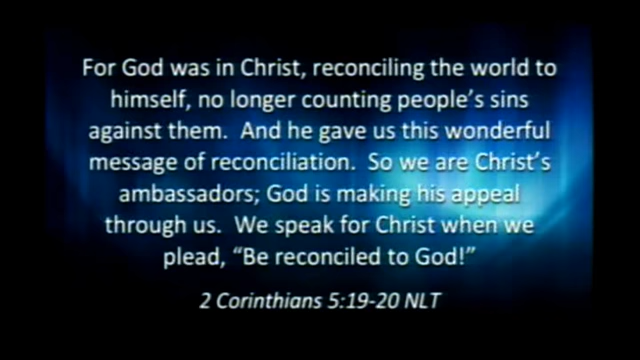 For God was in Christ, reconciling the world to
himself, no longer counting people's sins
against them.  And he gave us this wonderful
message of reconciliation.  So we are Christ's
ambassadors; God is making his appeal
through us.  We speak for Christ when we
plead, “Be reconciled to God!”
2 Corinthians 5:19-20 NLT